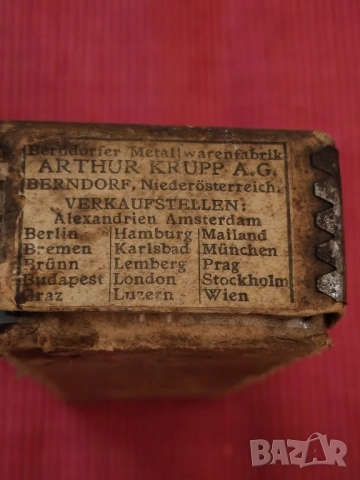 Berndorfer Metallwarenfabrik
ARTHUR KRUPP A.G.
BERNDORF, Niederösterreich.
VERKAUFSTELLEN:
Alexandrien Amsterdam
Berlin Hamburg Mailand
Bremen Karlsbad München
Brünn Lemberg Prag
Budapest London Stockholm
Graz Luzern Wien
BAZAR
bg